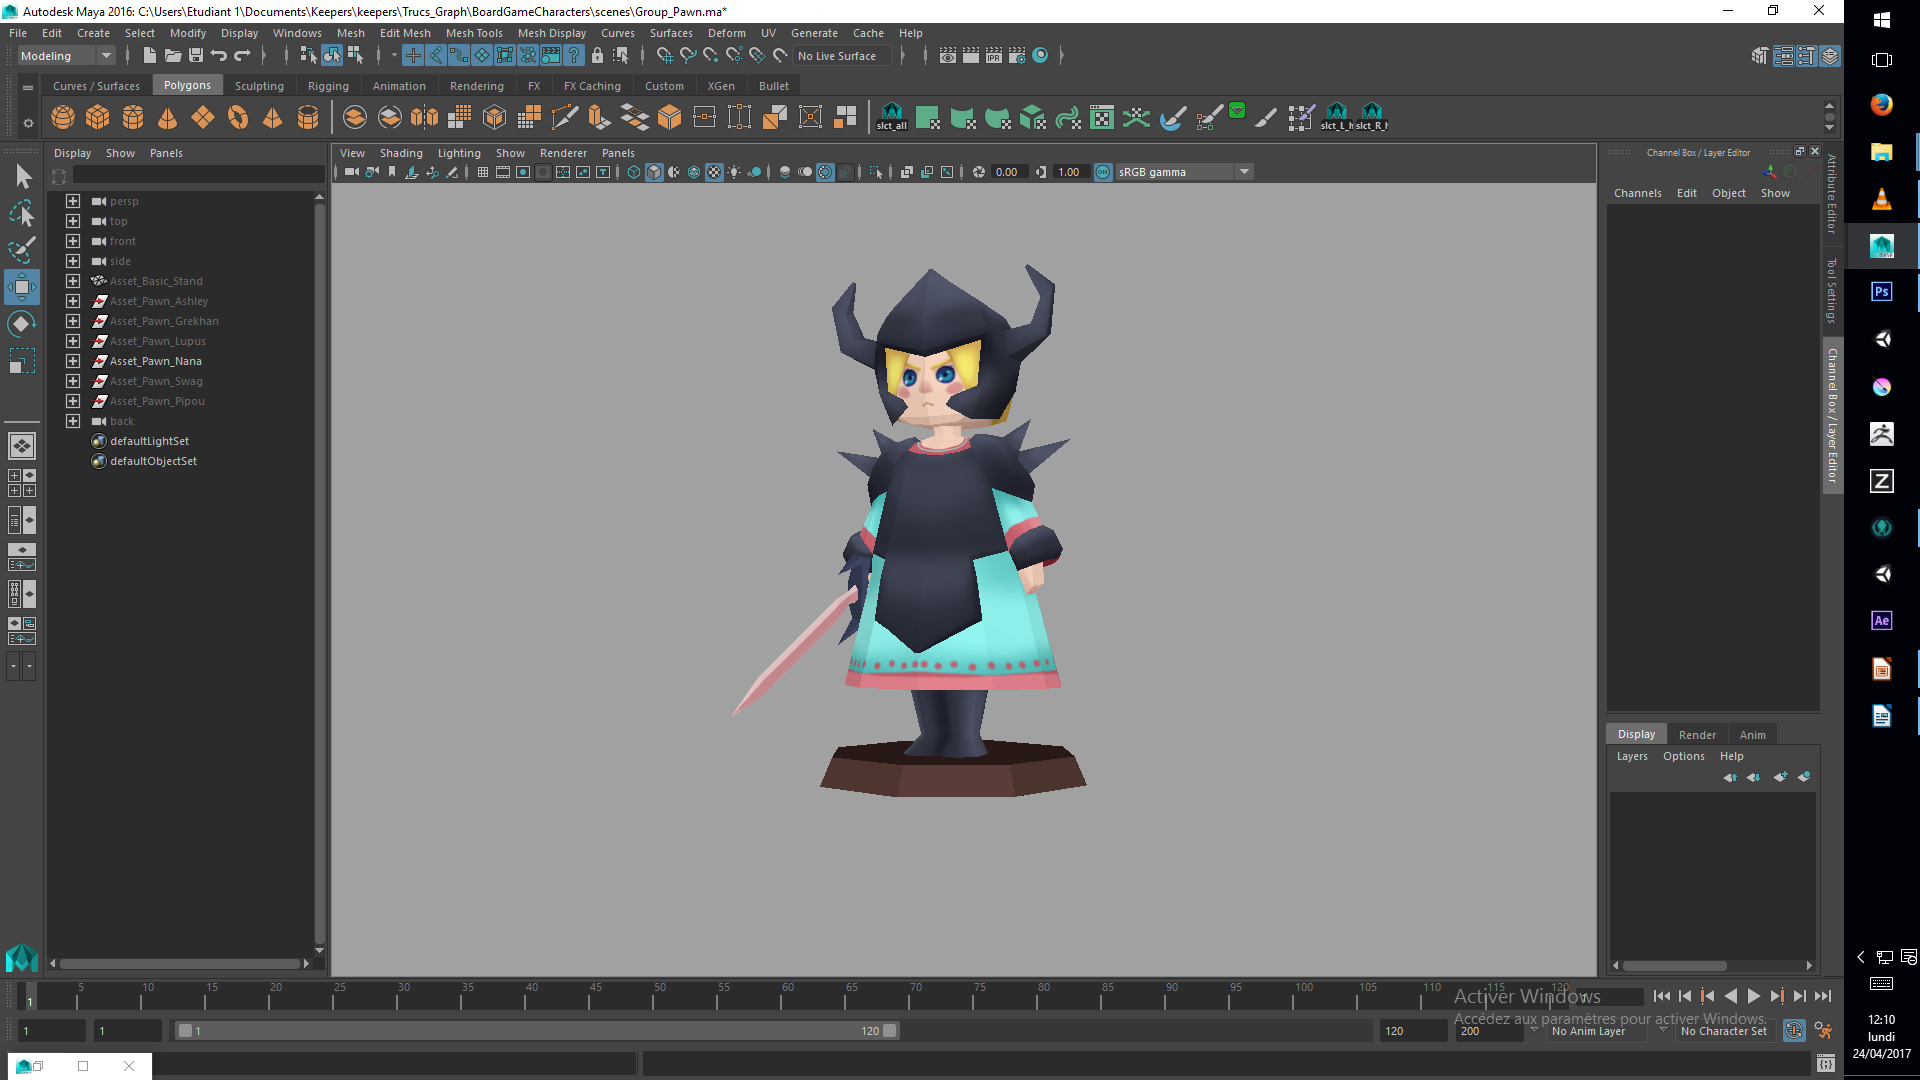 Autodesk Maya 2016: C:\Users\Etudiant 1\Documents\Keepers\keepers\Trucs_Graph\BoardGameCharacters\scenes\Group_Pawn.ma*
File Edit Create Select Modify Display Windows Mesh Edit Mesh Mesh Tools Mesh Display Curves Surfaces Deform UV Generate Cache Help
Modeling
No Live Surface
Curves / Surfaces Polygons Sculpting Rigging Animation Rendering FX FX Caching Custom XGen Bullet
slct_all slct_L_h slct_R_h
Display Show Panels
View Shading Lighting Show Renderer Panels
0.00 1.00 ON sRGB gamma
IPR
persp
top
front
side
Asset_Basic_Stand
Asset_Pawn_Ashley
Asset_Pawn_Grekhan
Asset_Pawn_Lupus
Asset_Pawn_Nana
Asset_Pawn_Swag
Asset_Pawn_Pipou
back
defaultLightSet
defaultObjectSet
Channel Box / Layer Editor
Channels Edit Object Show
Attribute Editor
Tool Settings
Channel Box / Layer Editor
Display Render Anim
Layers Options Help
Ps
Z
Ae
1 5 10 15 20 25 30 35 40 45 50 55 60 65 70 75 80 85 90 95 100 105 110 115 120
Activer Windows
Accédez aux paramètres pour activer Windows.
1 1 1 120 120 200 No Anim Layer No Character Set
12:10
lundi
24/04/2017